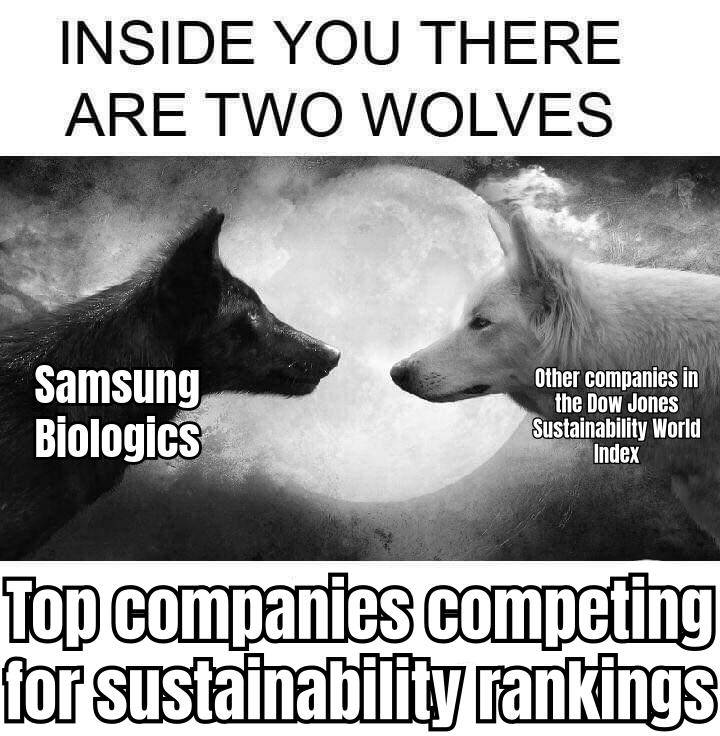 INSIDE YOU THERE
ARE TWO WOLVES
Samsung
Biologics
Other companies in
the Dow Jones
Sustainability World
Index
Top companies competing
for sustainability rankings